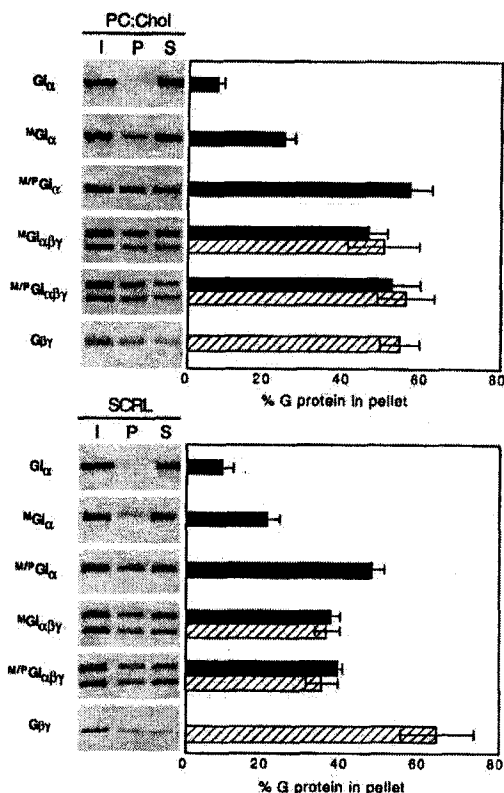 PC:Chol
I P S
Giα
ᴹGiα
ᴹ/ᴾGiα
ᴹGiαβγ
ᴹ/ᴾGiαβγ
Gβγ
0 20 40 60 80
% G protein in pellet
SCRL
I P S
Giα
ᴹGiα
ᴹ/ᴾGiα
ᴹGiαβγ
ᴹ/ᴾGiαβγ
Gβγ
0 20 40 60 80
% G protein in pellet